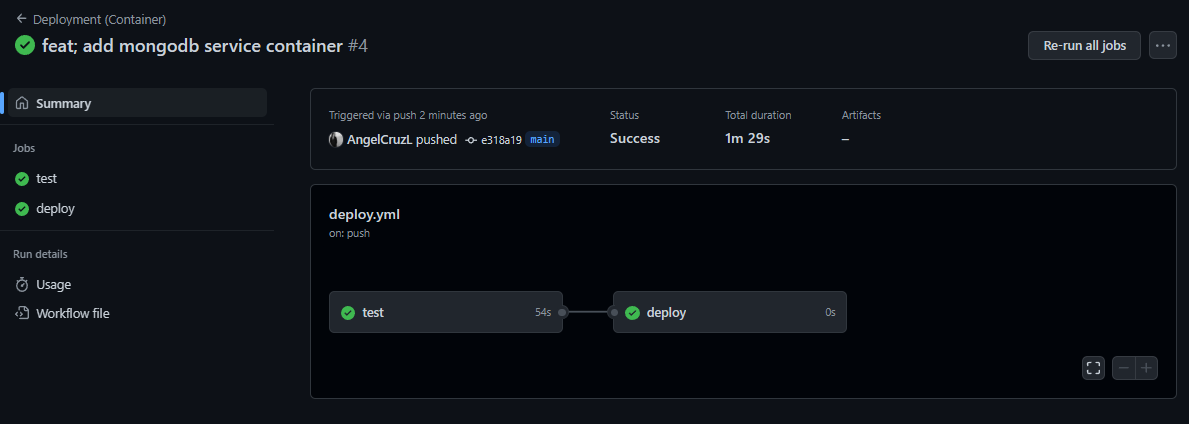 Deployment (Container)
feat; add mongodb service container #4
Re-run all jobs
Summary
Jobs
test
deploy
Run details
Usage
Workflow file
Triggered via push 2 minutes ago
AngelCruzL pushed e318a19 main
Status
Success
Total duration
1m 29s
Artifacts
–
deploy.yml
on: push
test 54s
deploy 0s